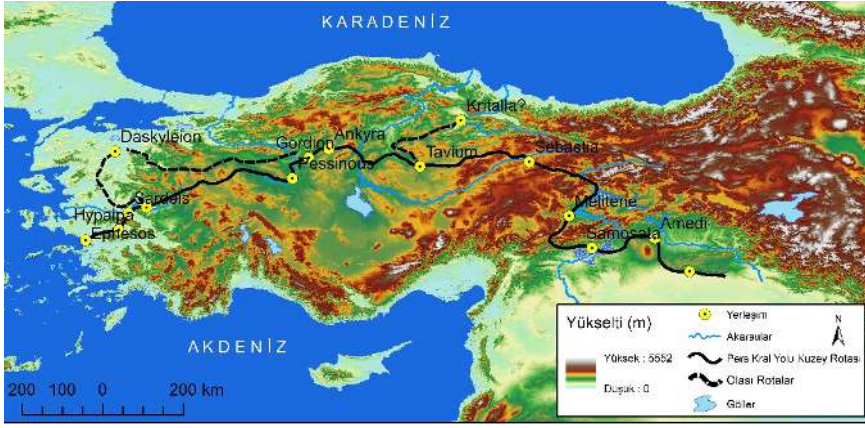 KARADENİZ
Kritalla?
Daskyleion
Gordion
Ankyra
Pessinous
Tavium
Sebastia
Sardeis
Hypaipa
Ephesos
Melitene
Samosata
Amedi
AKDENİZ
200 100 0 200 km
Yükselti (m)
Yüksek : 5552
Düşük : 0
Yerleşim
Akarsular
Pers Kral Yolu Kuzey Rotası
Olası Rotalar
Göller
N